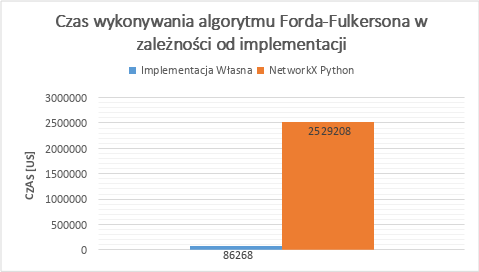 Czas wykonywania algorytmu Forda-Fulkersona w
zależności od implementacji
Implementacja Własna NetworkX Python
3000000
2500000
2000000
1500000
1000000
500000
0
CZAS [US]
2529208
86268